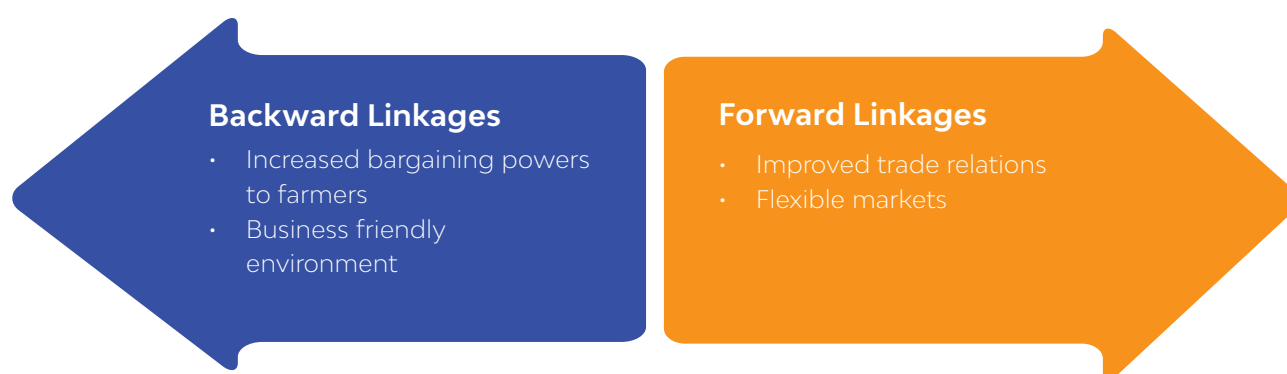 Backward Linkages
• Increased bargaining powers
to farmers
• Business friendly
environment
Forward Linkages
• Improved trade relations
• Flexible markets